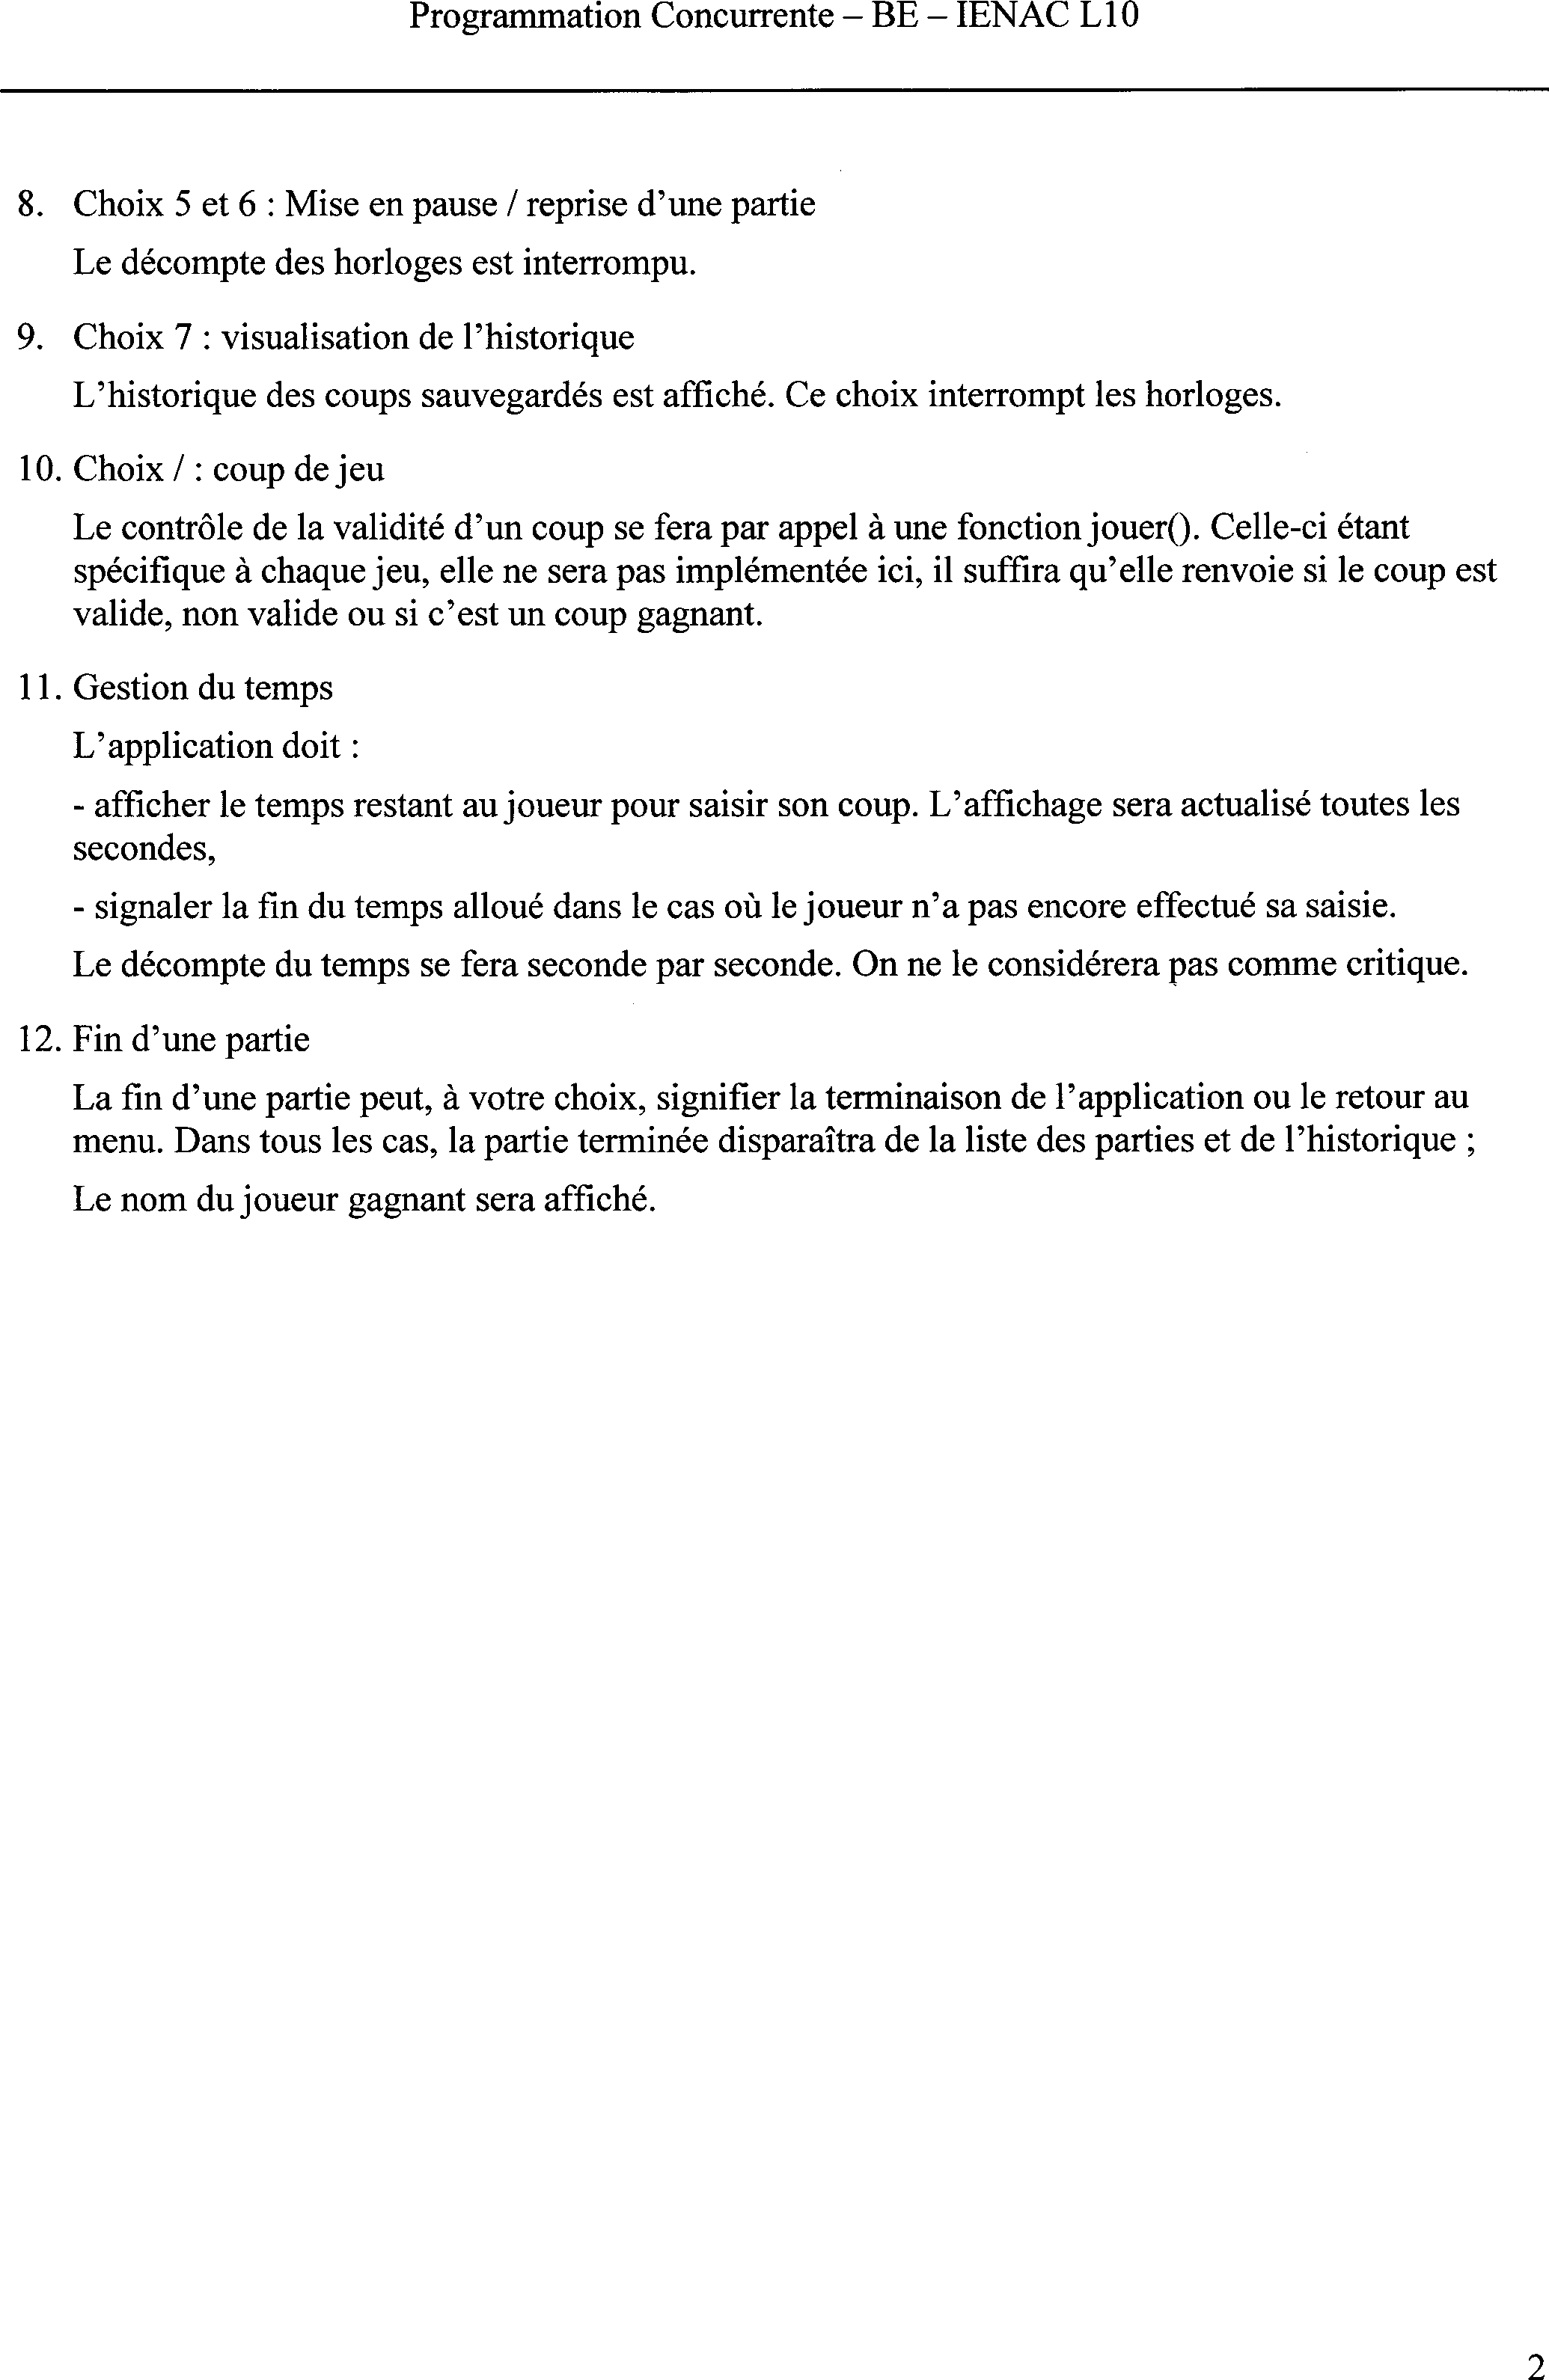 Programmation Concurrente – BE – IENAC L10
8. Choix 5 et 6 : Mise en pause / reprise d'une partie
Le décompte des horloges est interrompu.
9. Choix 7 : visualisation de l'historique
L'historique des coups sauvegardés est affiché. Ce choix interrompt les horloges.
10. Choix / : coup de jeu
Le contrôle de la validité d'un coup se fera par appel à une fonction jouer(). Celle-ci étant
spécifique à chaque jeu, elle ne sera pas implémentée ici, il suffira qu'elle renvoie si le coup est
valide, non valide ou si c'est un coup gagnant.
11. Gestion du temps
L'application doit :
- afficher le temps restant au joueur pour saisir son coup. L'affichage sera actualisé toutes les
secondes,
- signaler la fin du temps alloué dans le cas où le joueur n'a pas encore effectué sa saisie.
Le décompte du temps se fera seconde par seconde. On ne le considérera pas comme critique.
12. Fin d'une partie
La fin d'une partie peut, à votre choix, signifier la terminaison de l'application ou le retour au
menu. Dans tous les cas, la partie terminée disparaîtra de la liste des parties et de l'historique ;
Le nom du joueur gagnant sera affiché.
2